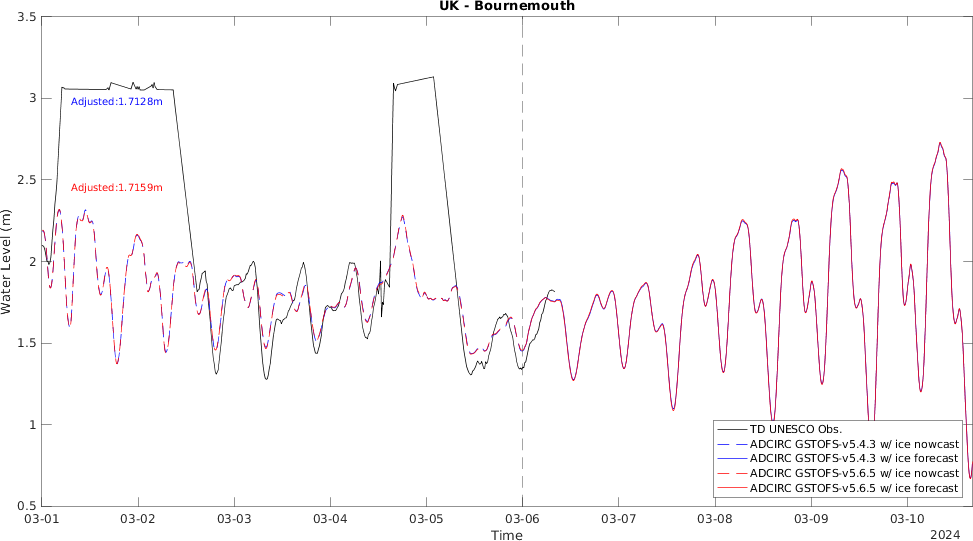 UK - Bournemouth
3.5
3
2.5
2
1.5
1
0.5
Water Level (m)
Adjusted:1.7128m
Adjusted:1.7159m
TD UNESCO Obs.
ADCIRC GSTOFS-v5.4.3 w/ ice nowcast
ADCIRC GSTOFS-v5.4.3 w/ ice forecast
ADCIRC GSTOFS-v5.6.5 w/ ice nowcast
ADCIRC GSTOFS-v5.6.5 w/ ice forecast
03-01 03-02 03-03 03-04 03-05 03-06 03-07 03-08 03-09 03-10
Time
2024